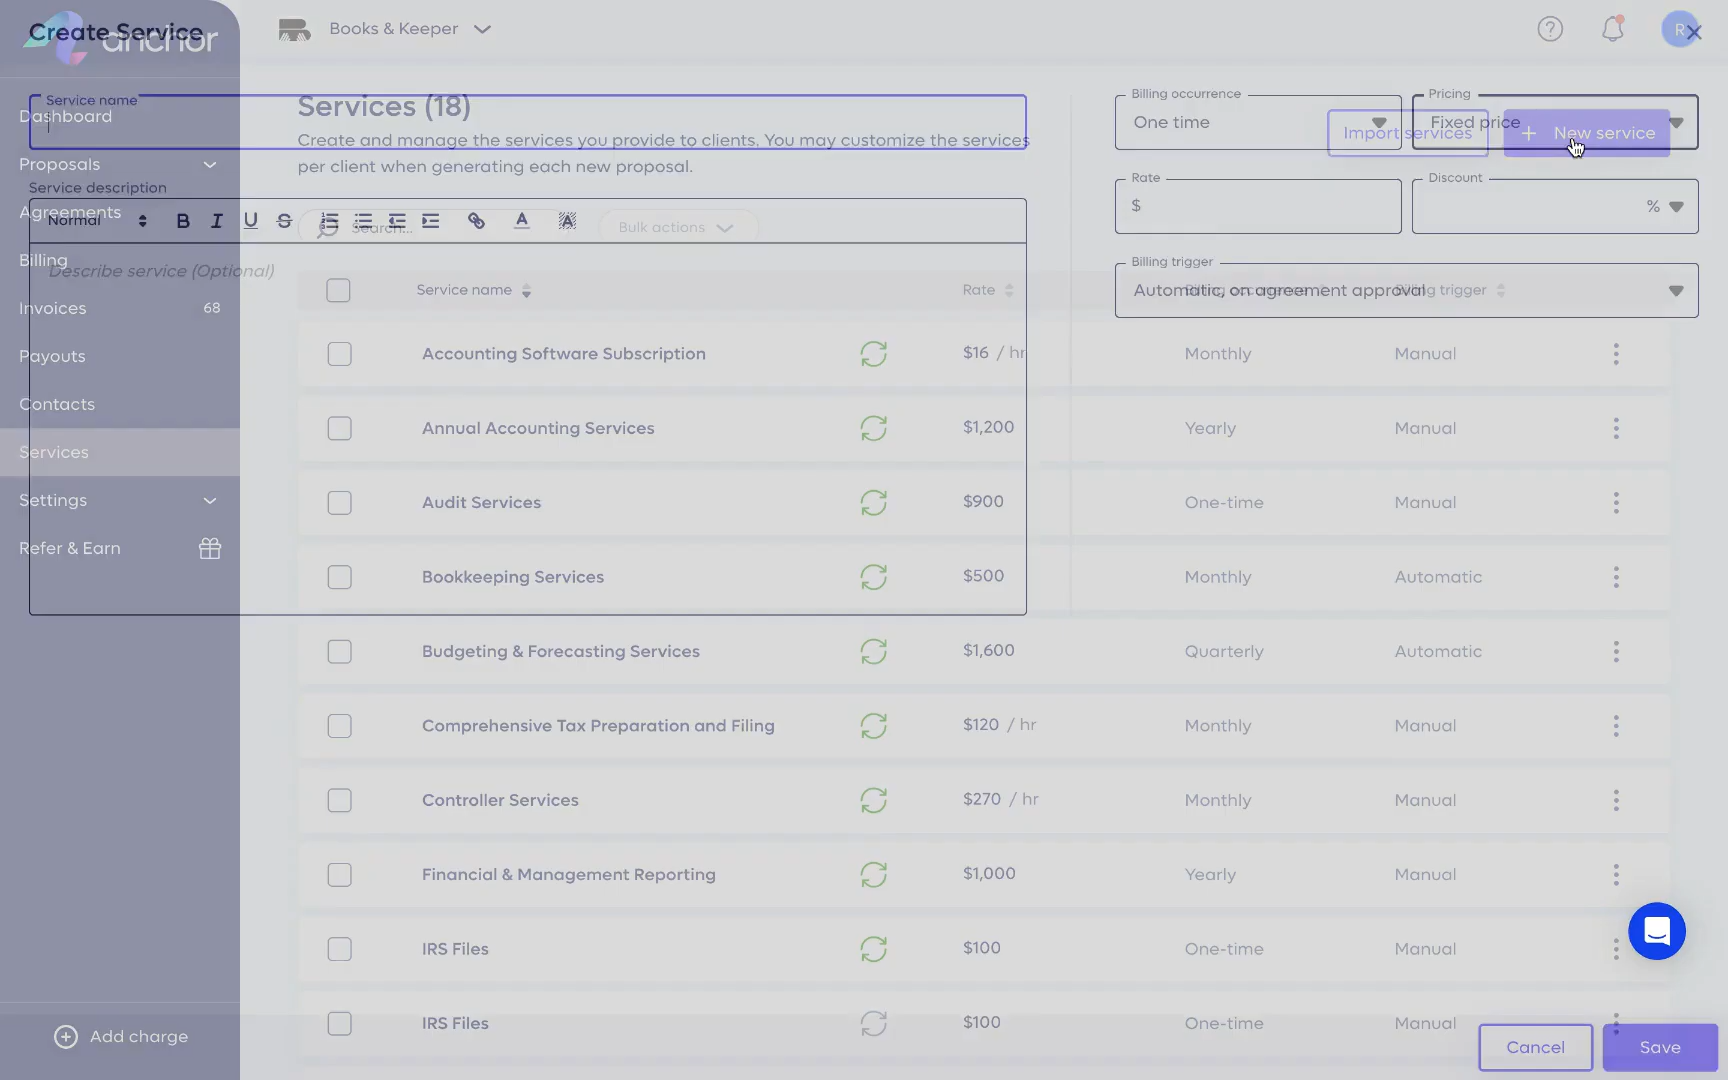 Create Service
anchor
Books & Keeper
R
Service name
Dashboard
Proposals
Service description
Agreements
Normal
B I U S
A A
Billing
Describe service (Optional)
Invoices 68
Payouts
Contacts
Services
Settings
Refer & Earn
Add charge
Services (18)
Create and manage the services you provide to clients. You may customize the services
per client when generating each new proposal.
Import services
+ New service
Search...
Bulk actions
Billing occurrence
One time
Pricing
Fixed price
Rate
$
Discount
%
Billing trigger
Automatic, on agreement approval
Service name Rate Billing occurrence Billing trigger
Accounting Software Subscription $16 / hr Monthly Manual
Annual Accounting Services $1,200 Yearly Manual
Audit Services $900 One-time Manual
Bookkeeping Services $500 Monthly Automatic
Budgeting & Forecasting Services $1,600 Quarterly Automatic
Comprehensive Tax Preparation and Filing $120 / hr Monthly Manual
Controller Services $270 / hr Monthly Manual
Financial & Management Reporting $1,000 Yearly Manual
IRS Files $100 One-time Manual
IRS Files $100 One-time Manual
Cancel
Save